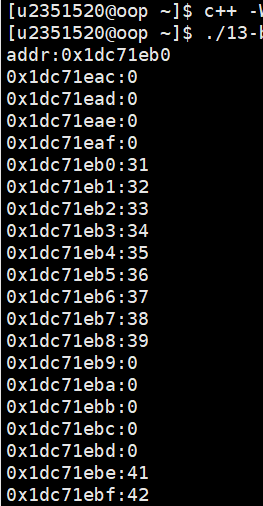 [u2351520@oop ~]$ c++ -W
[u2351520@oop ~]$ ./13-b
addr:0x1dc71eb0
0x1dc71eac:0
0x1dc71ead:0
0x1dc71eae:0
0x1dc71eaf:0
0x1dc71eb0:31
0x1dc71eb1:32
0x1dc71eb2:33
0x1dc71eb3:34
0x1dc71eb4:35
0x1dc71eb5:36
0x1dc71eb6:37
0x1dc71eb7:38
0x1dc71eb8:39
0x1dc71eb9:0
0x1dc71eba:0
0x1dc71ebb:0
0x1dc71ebc:0
0x1dc71ebd:0
0x1dc71ebe:41
0x1dc71ebf:42